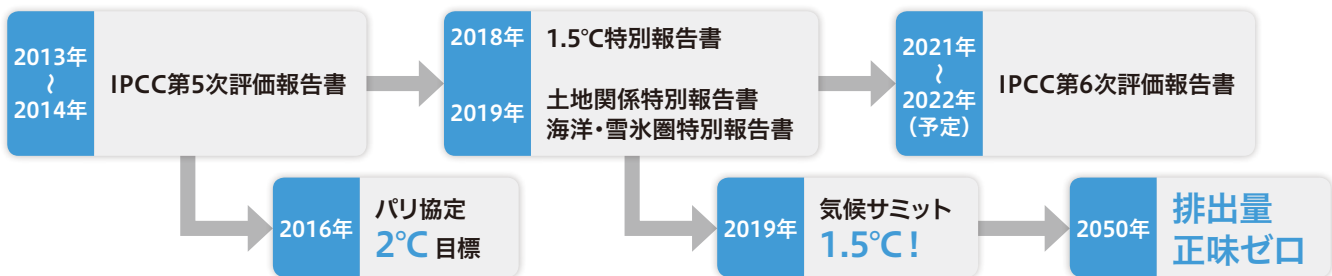 2013年
~
2014年
IPCC第5次評価報告書
2018年
1.5℃特別報告書
2019年
土地関係特別報告書
海洋・雪氷圏特別報告書
2021年
~
2022年
(予定)
IPCC第6次評価報告書
2016年
パリ協定
2℃ 目標
2019年
気候サミット
1.5℃!
2050年
排出量
正味ゼロ